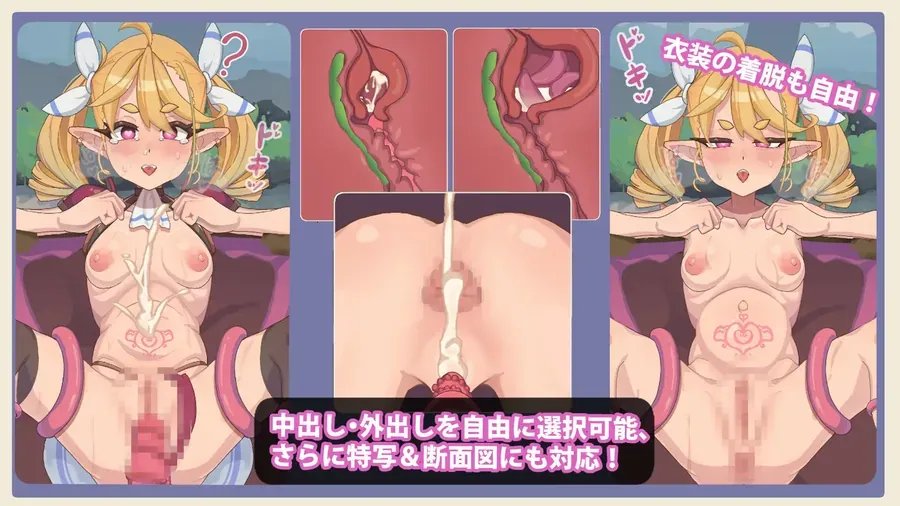 ?
ドキッ
ドキッ
衣装の着脱も自由！
中出し・外出しを自由に選択可能、
さらに特写＆断面図にも対応！